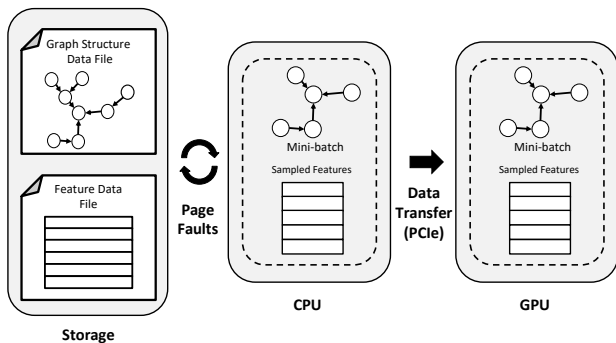 Graph Structure
Data File
Feature Data
File
Storage
Page
Faults
Mini-batch
Sampled Features
CPU
Data
Transfer
(PCIe)
Mini-batch
Sampled Features
GPU